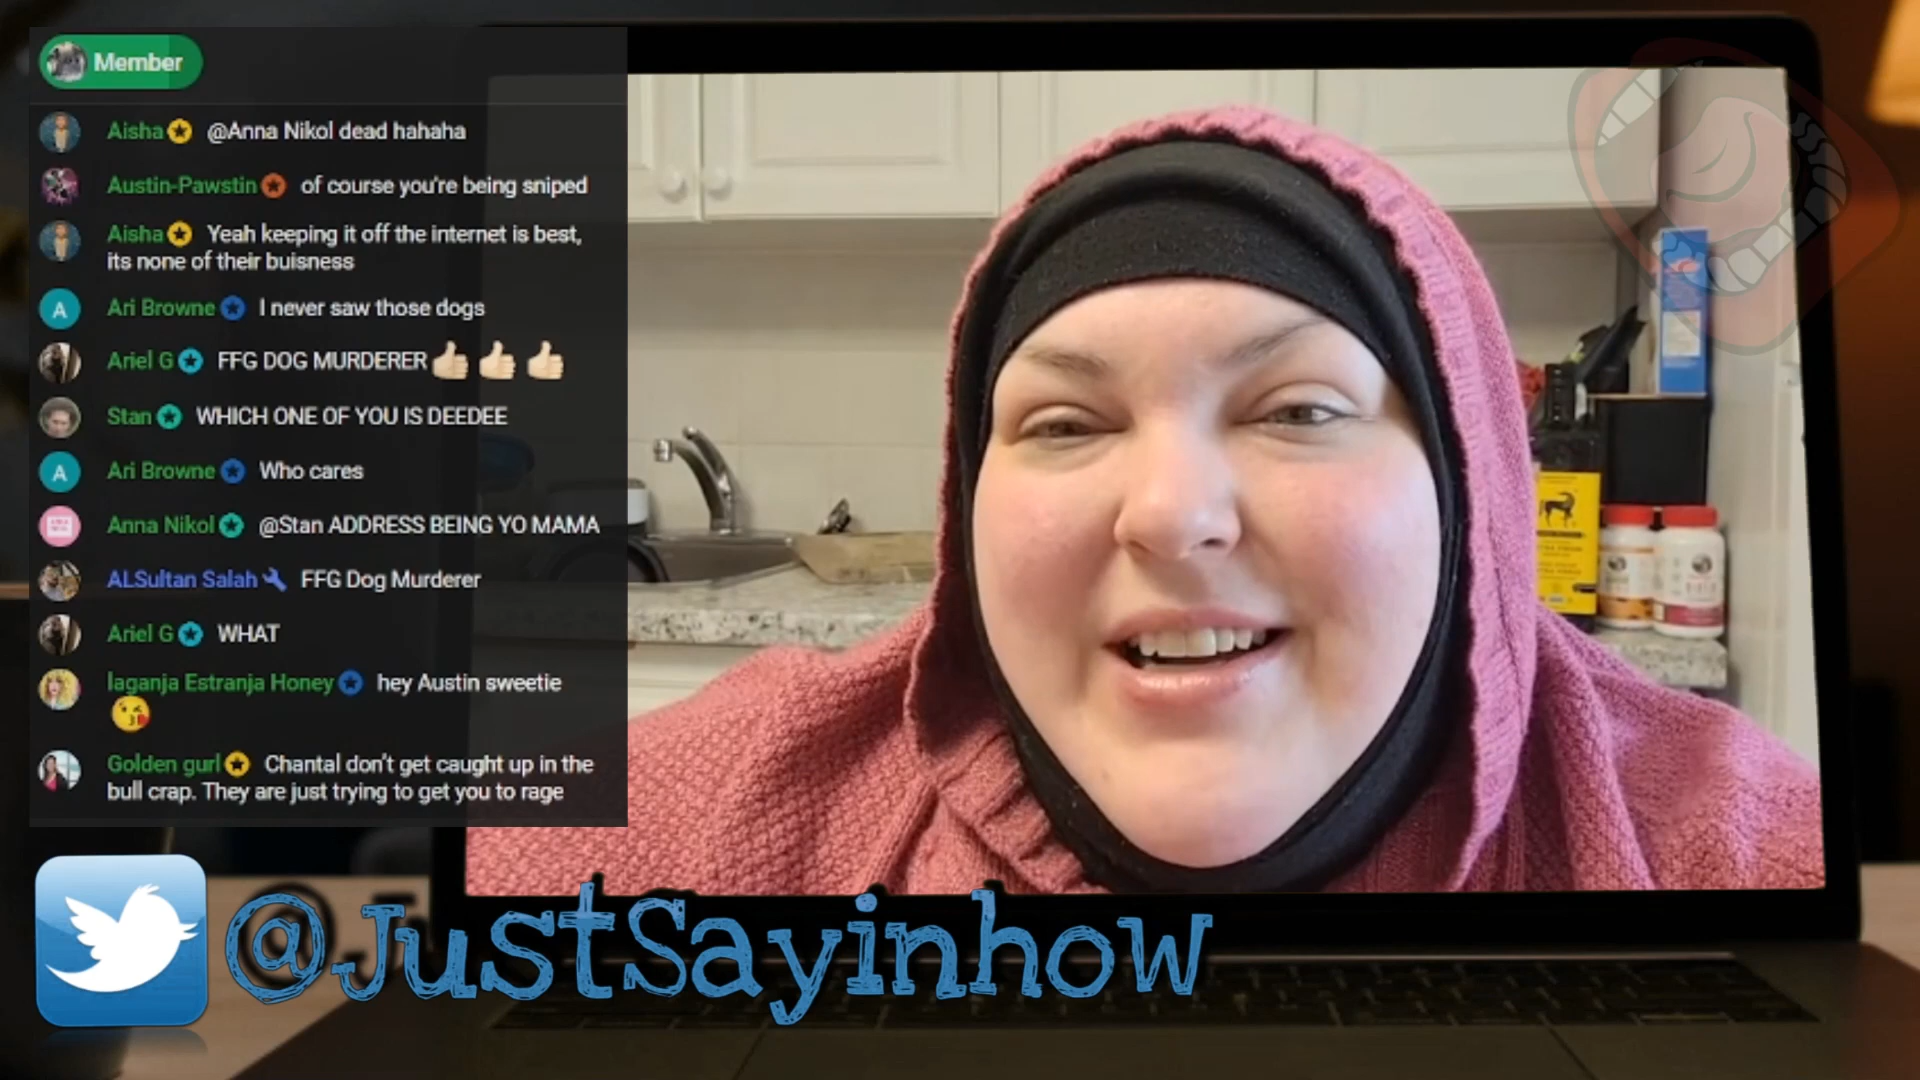 Member
Aisha @Anna Nikol dead hahaha
Austin-Pawstin of course you're being sniped
Aisha Yeah keeping it off the internet is best,
its none of their buisness
Ari Browne I never saw those dogs
Ariel G FFG DOG MURDERER👍🏻👍🏻👍🏻
Stan WHICH ONE OF YOU IS DEEDEE
A
Ari Browne Who cares
A
Anna Nikol @Stan ADDRESS BEING YO MAMA
ALSultan Salah FFG Dog Murderer
Ariel G WHAT
laganja Estranja Honey hey Austin sweetie
😘
Golden gurl Chantal don't get caught up in the
bull crap. They are just trying to get you to rage
@JustSayinhow